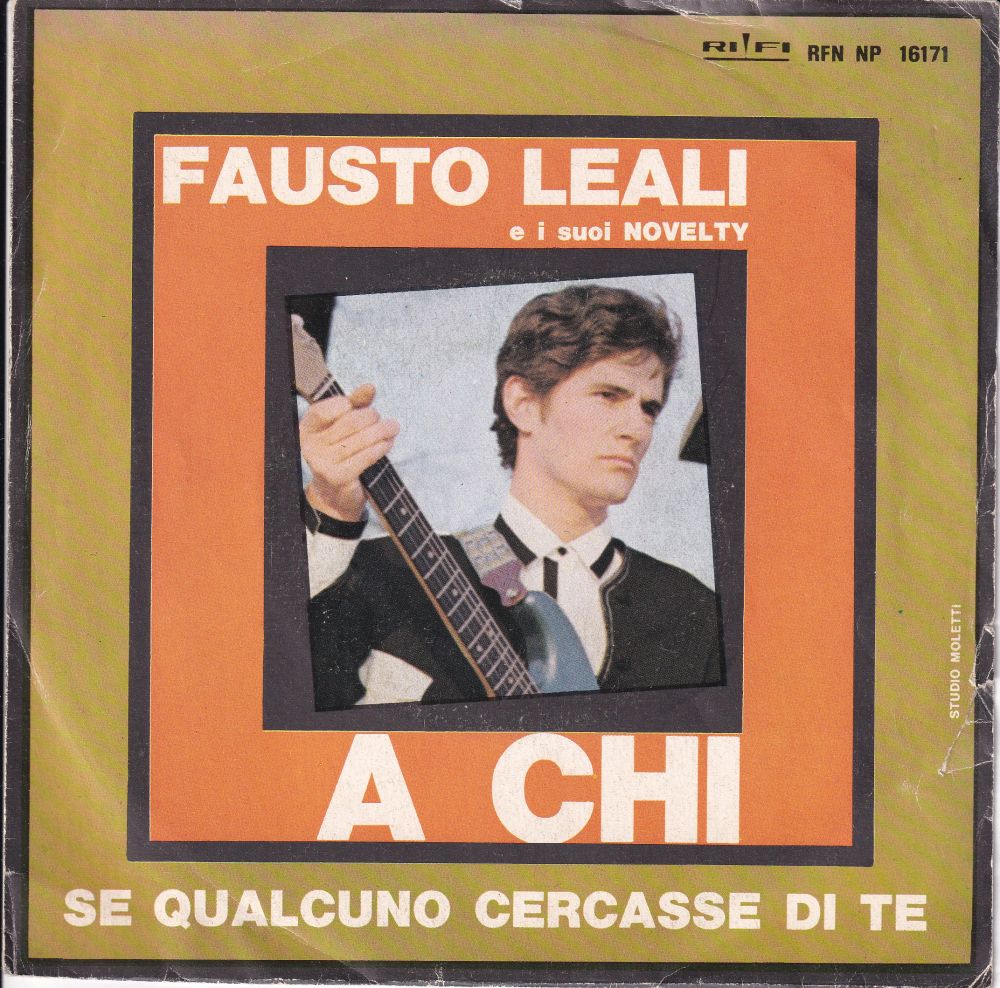 RI-FI RFN NP 16171
FAUSTO LEALI
e i suoi NOVELTY
A CHI
STUDIO MOLETTI
SE QUALCUNO CERCASSE DI TE